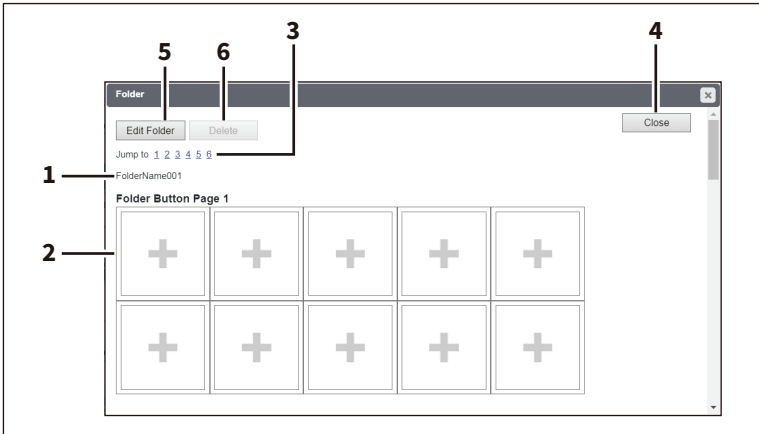 3 4
5 6
Folder
Edit Folder Delete Close
Jump to 1 2 3 4 5 6
1 FolderName001
Folder Button Page 1
2